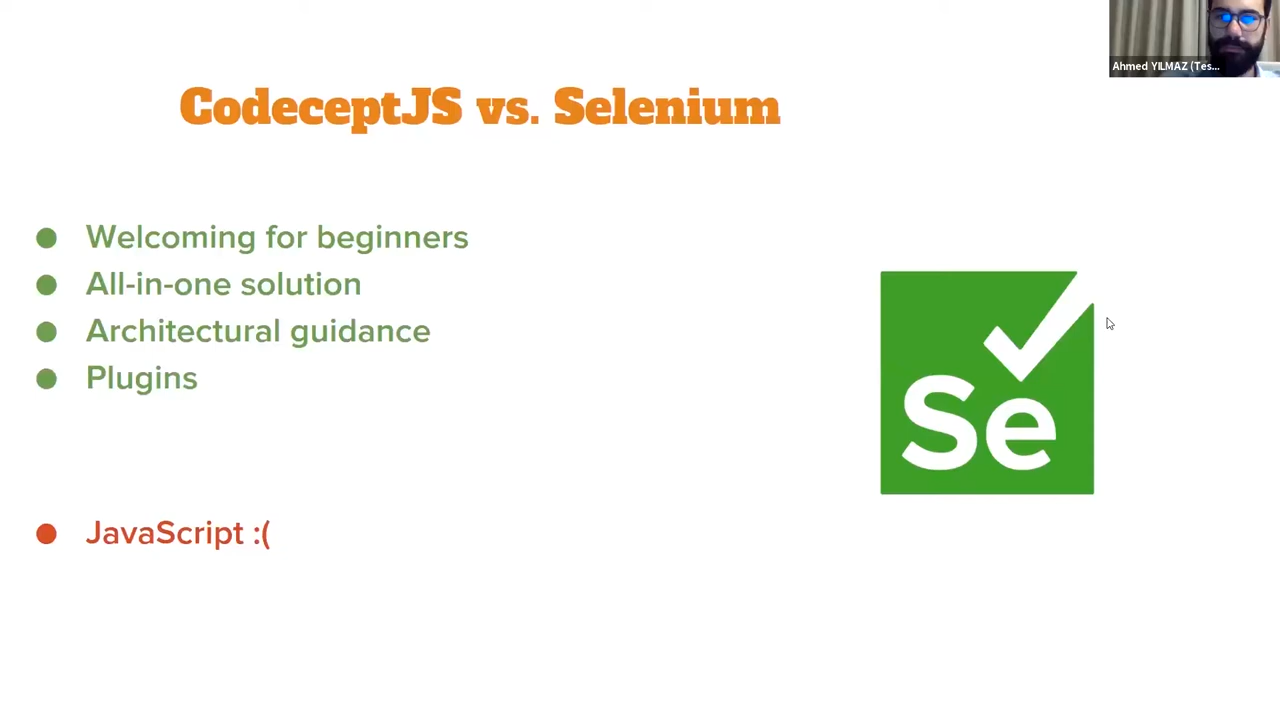 Ahmed YILMAZ (Tes...
CodeceptJS vs. Selenium
Welcoming for beginners
All-in-one solution
Architectural guidance
Plugins
Se
JavaScript :(